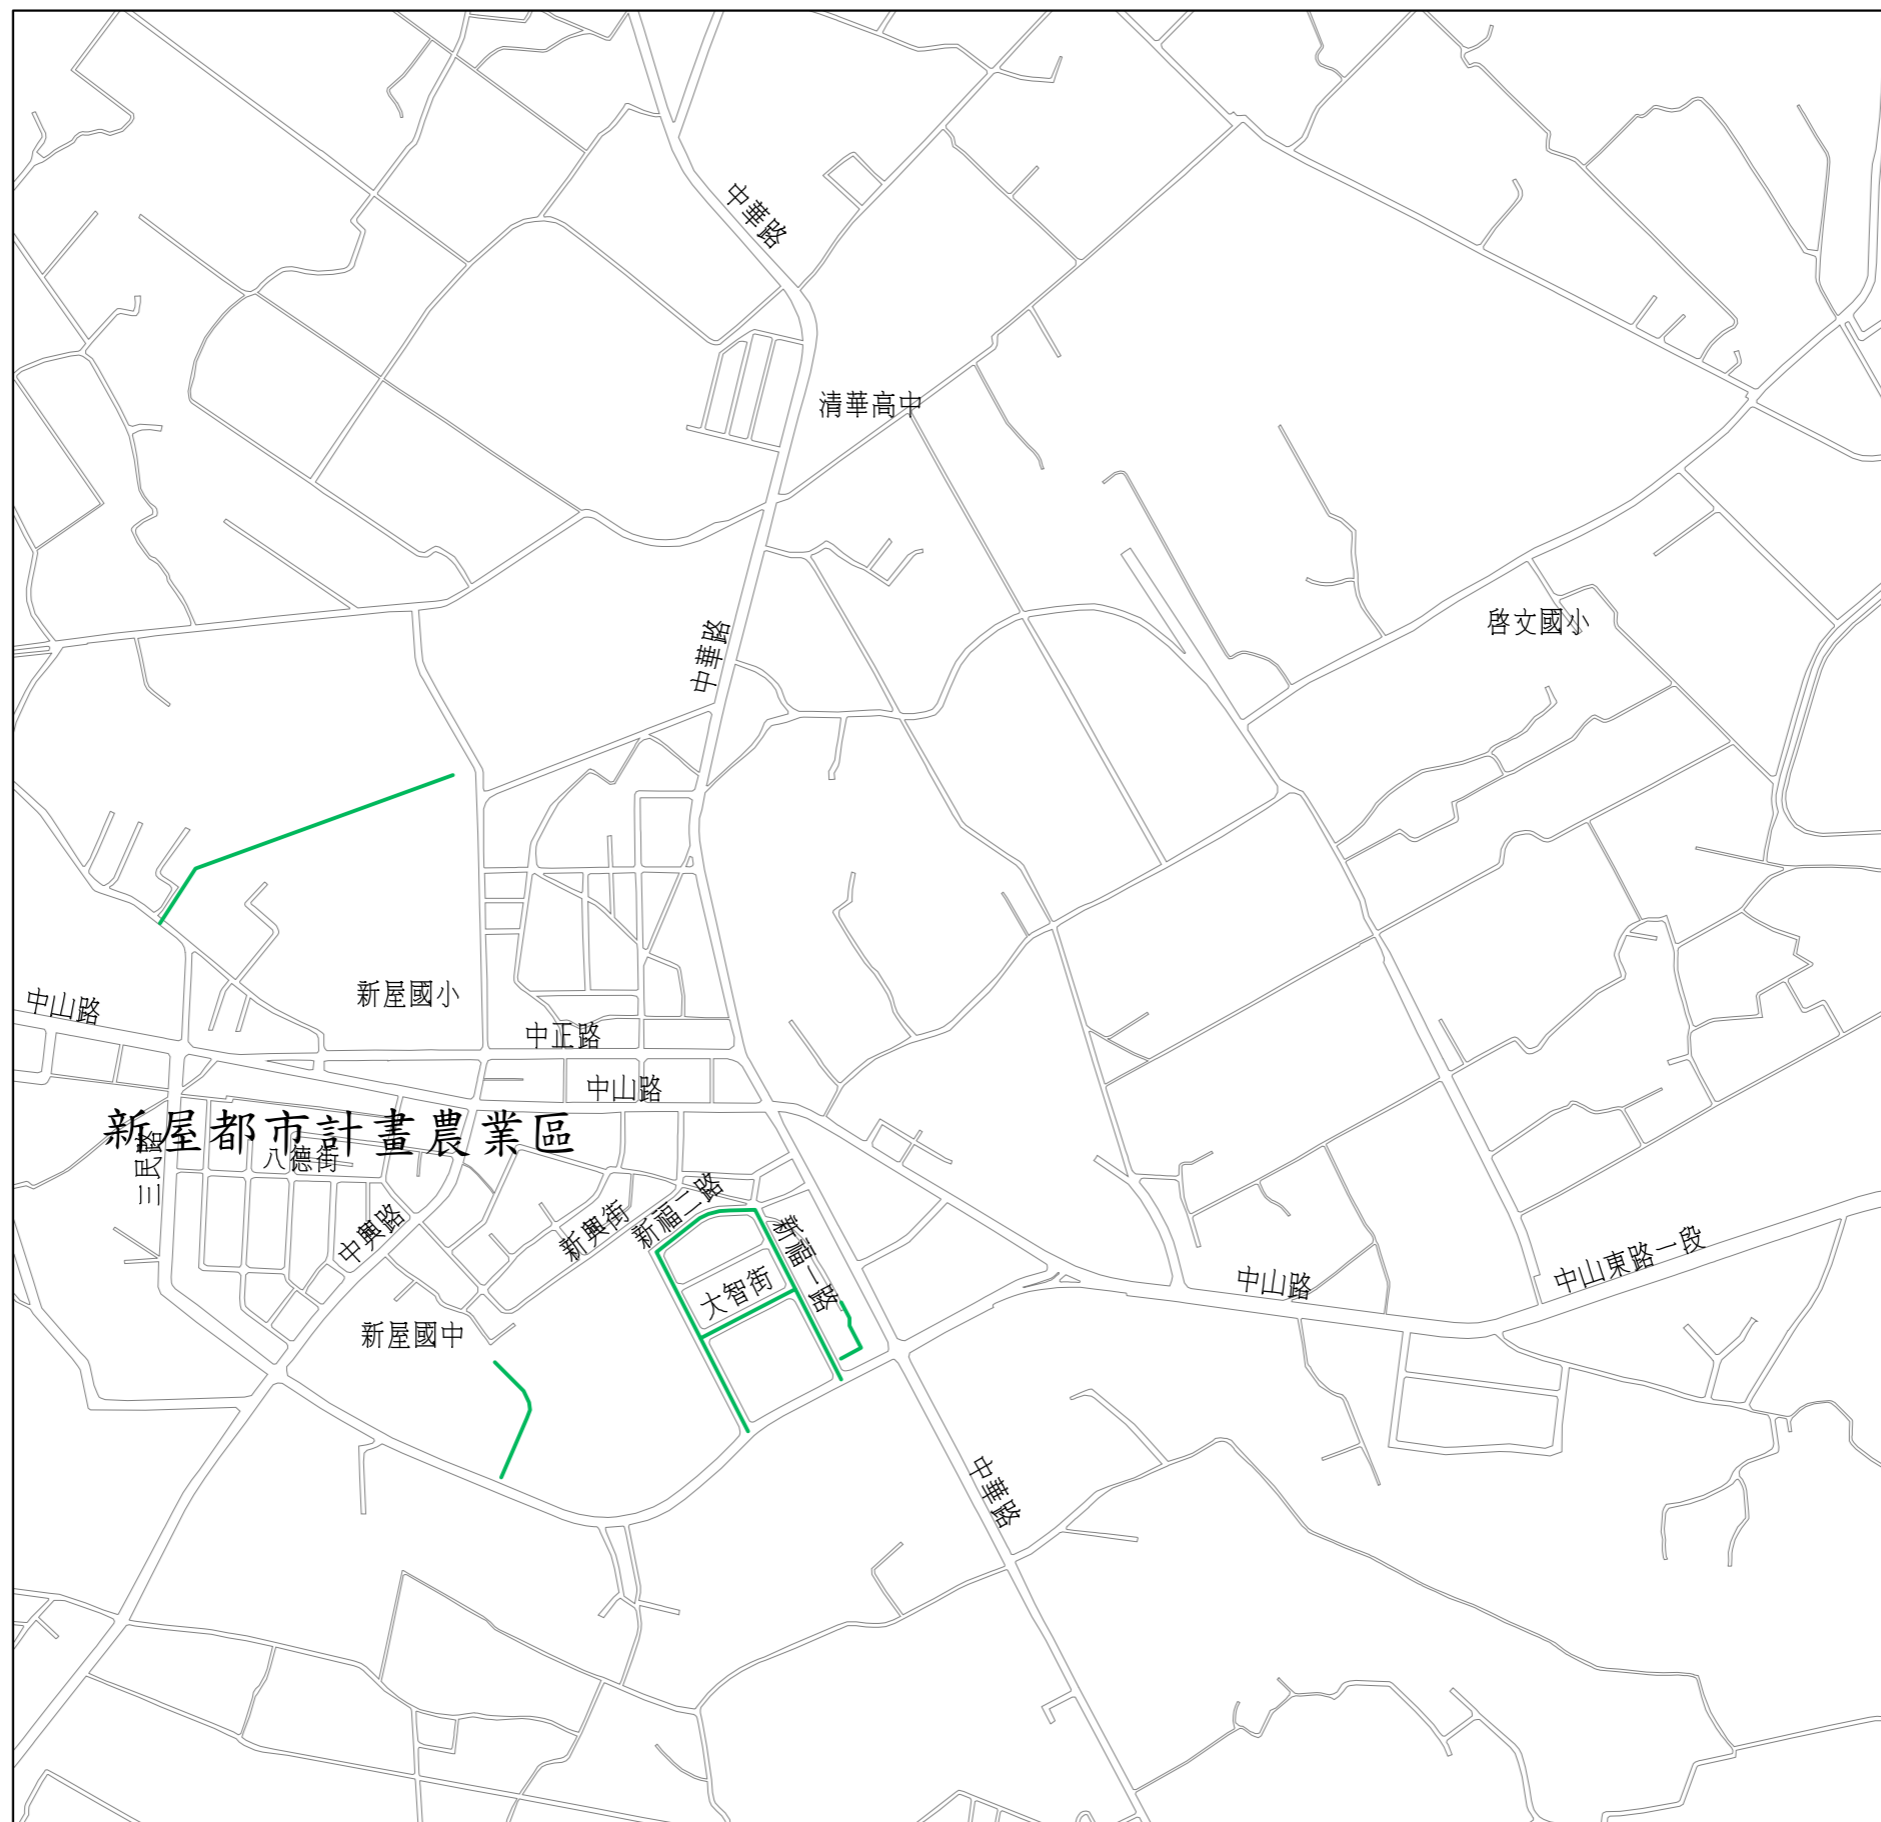 中華路
清華高中
啓文國小
中華路
新屋國小
中山路
中正路
中山路
新屋都市計畫農業區
三民路
八德街
中興路
新興街
新福二路
新福一路
大智街
中山路
中山東路一段
新屋國中
中華路